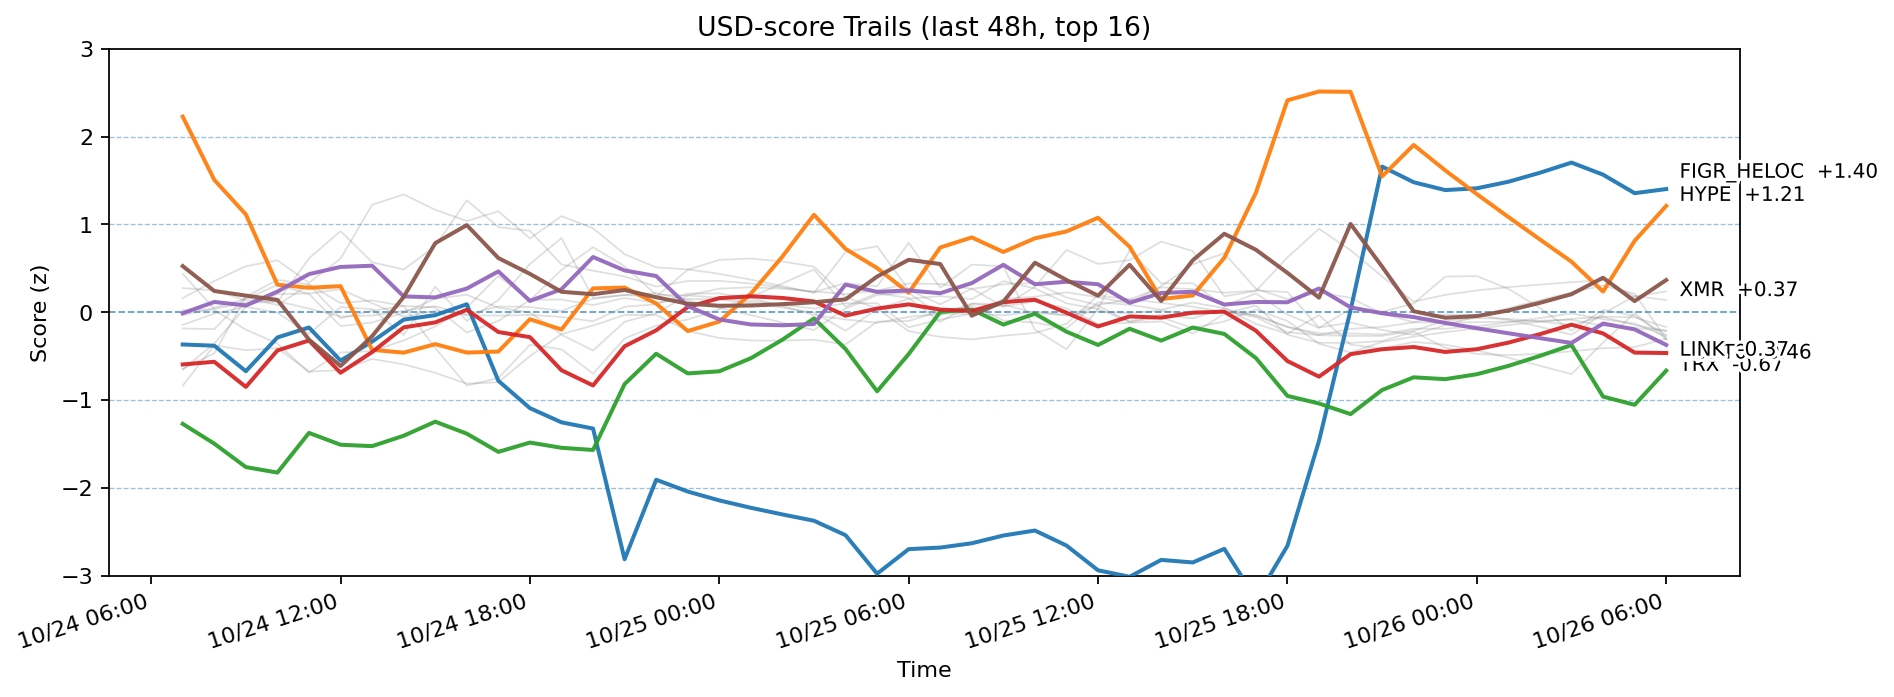 USD-score Trails (last 48h, top 16)
Score (z)
3
2
1
0
−1
−2
−3
FIGR_HELOC +1.40
HYPE +1.21
XMR +0.37
LINK -0.37
TRX -0.67
10/24 06:00
10/24 12:00
10/24 18:00
10/25 00:00
10/25 06:00
10/25 12:00
10/25 18:00
10/26 00:00
10/26 06:00
Time